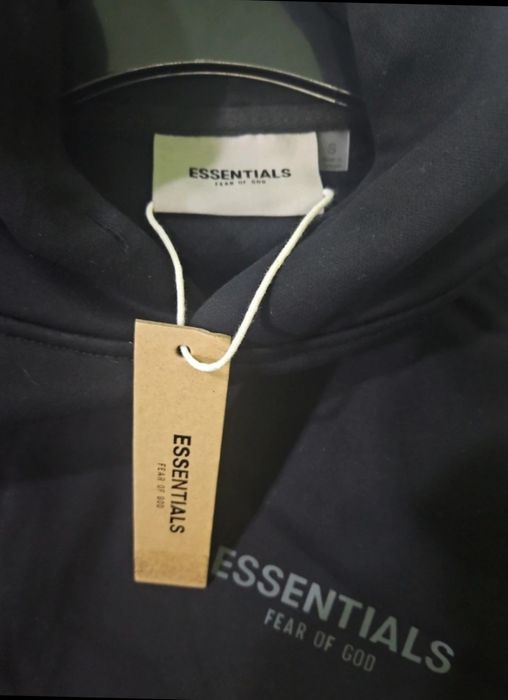 ESSENTIALS
FEAR OF GOD
S
ESSENTIALS
FEAR OF GOD
ESSENTIALS
FEAR OF GOD